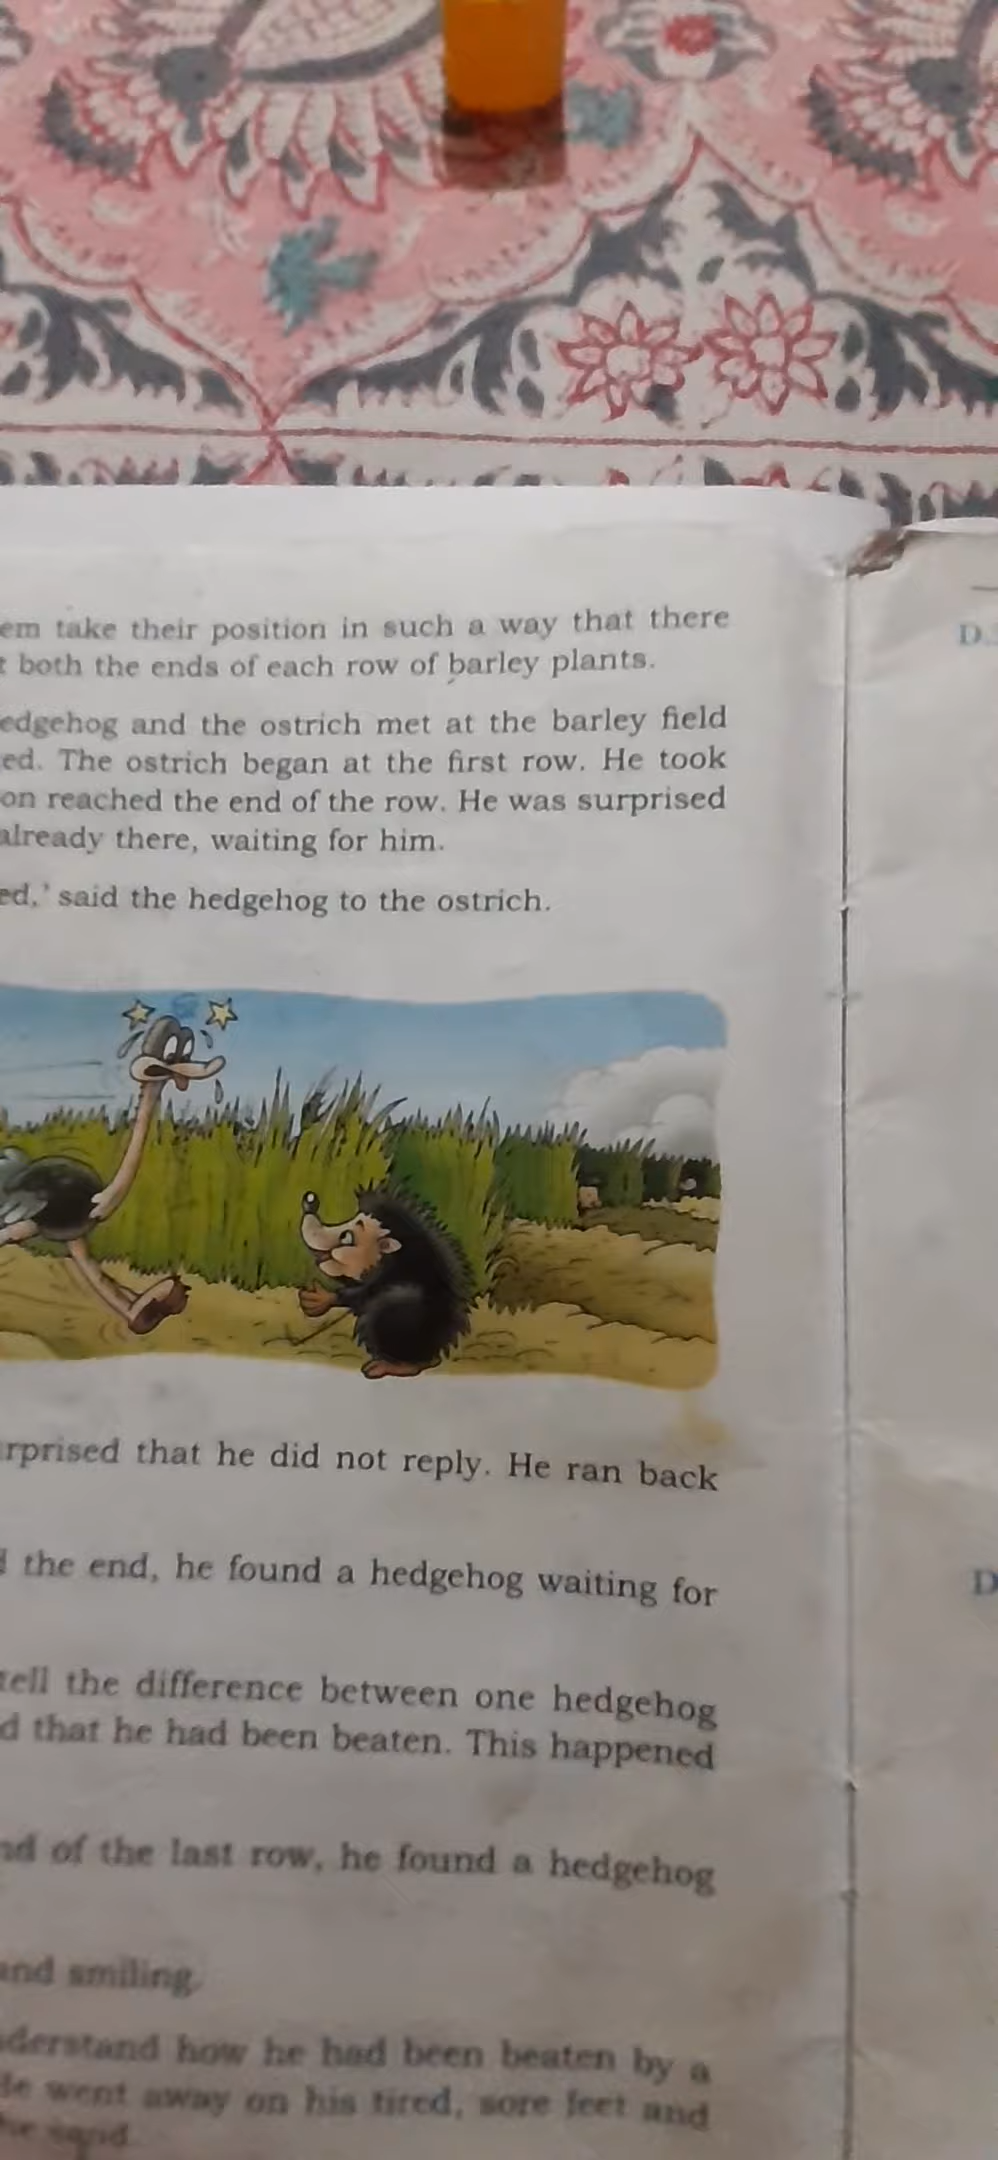 em take their position in such a way that there
both the ends of each row of barley plants.
edgehog and the ostrich met at the barley field
ed. The ostrich began at the first row. He took
on reached the end of the row. He was surprised
already there, waiting for him.
ed,' said the hedgehog to the ostrich.
rprised that he did not reply. He ran back
the end, he found a hedgehog waiting for
tell the difference between one hedgehog
d that he had been beaten. This happened
nd of the last row, he found a hedgehog
and smiling.
derstand how he had been beaten by a
He went away on his tired, sore feet and
sand.
D.
D